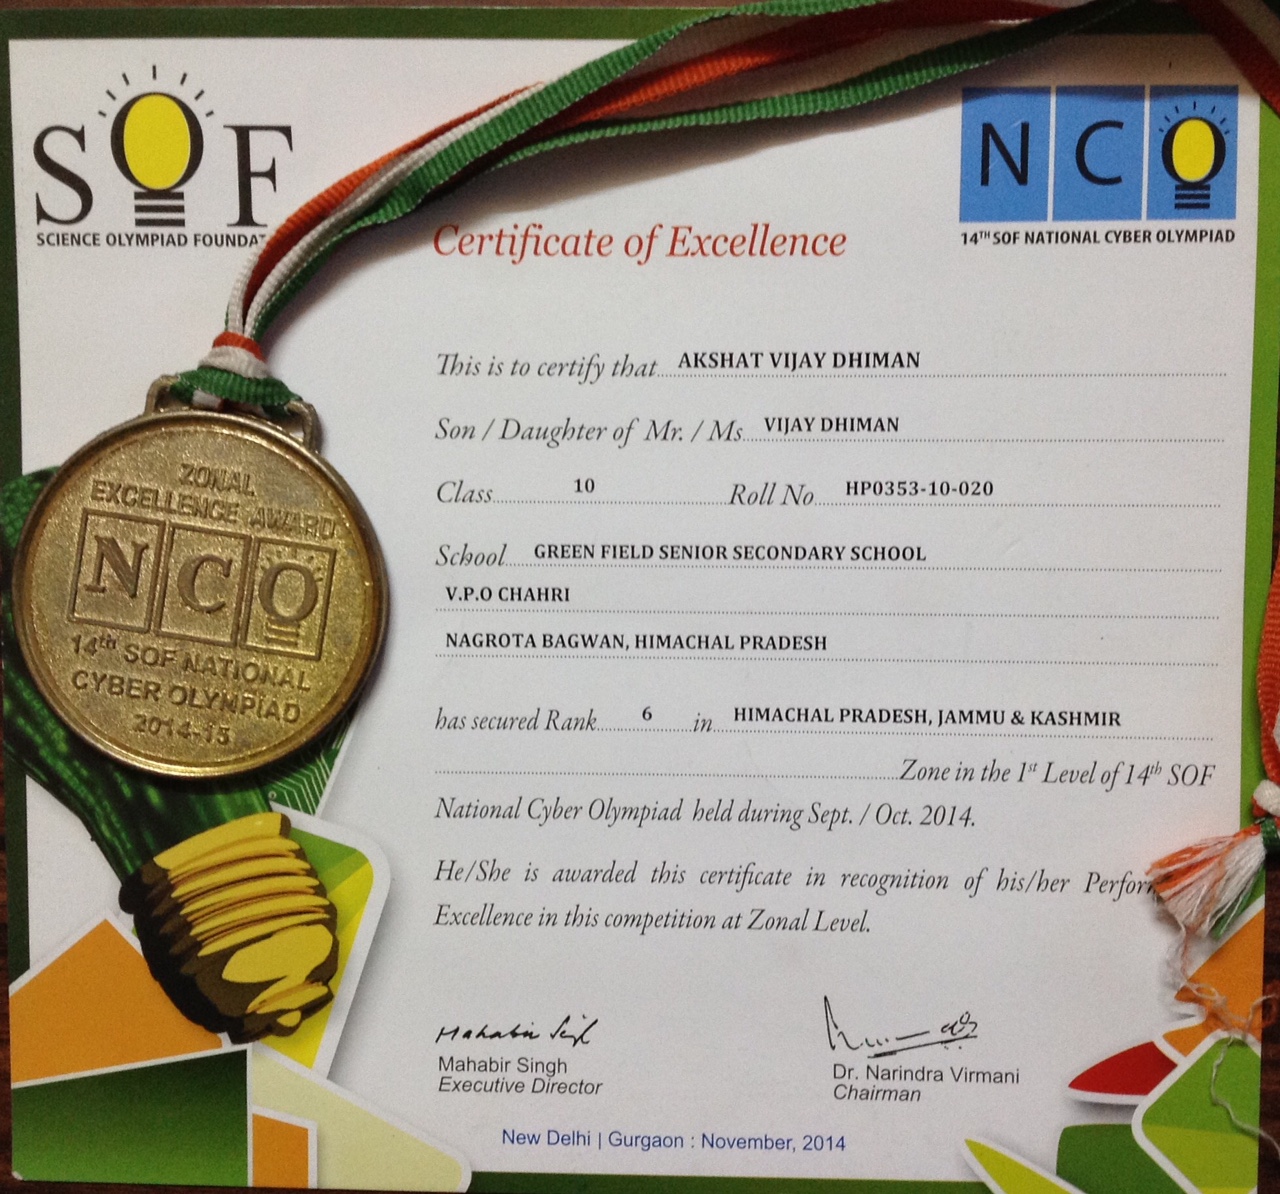 SOF
SCIENCE OLYMPIAD
NCO
14TH SOF NATIONAL CYBER OLYMPIAD
Certificate of Excellence
This is to certify that AKSHAT VIJAY DHIMAN
Son / Daughter of Mr. / Ms VIJAY DHIMAN
Class 10 Roll No HP0353-10-020
School GREEN FIELD SENIOR SECONDARY SCHOOL
V.P.O CHAHRI
NAGROTA BAGWAN, HIMACHAL PRADESH
has secured Rank 6 in HIMACHAL PRADESH, JAMMU & KASHMIR
Zone in the 1st Level of 14th SOF
National Cyber Olympiad held during Sept. / Oct. 2014.
He/She is awarded this certificate in recognition of his/her
Excellence in this competition at Zonal Level.
Mahabir Singh
Mahabir Singh
Executive Director
Dr. Narindra Virmani
Chairman
New Delhi | Gurgaon : November, 2014
ZONAL
EXCELLENCE AWARD
NCO
14th SOF NATIONAL
CYBER OLYMPIAD
2014-15